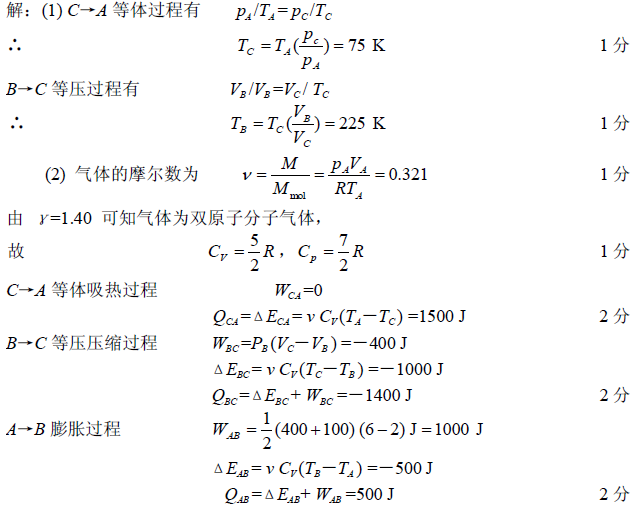 解：(1) C→A 等体过程有 p_A/T_A = p_C/T_C
∴ T_C = T_A(p_c/p_A) = 75 K 1分
B→C 等压过程有 V_B/V_B=V_C/ T_C
∴ T_B = T_C(V_B/V_C) = 225 K 1分
(2) 气体的摩尔数为 ν = M/M_mol = p_A V_A/RT_A = 0.321 1分
由 γ=1.40 可知气体为双原子分子气体，
故 C_V = 5/2 R ， C_p = 7/2 R 1分
C→A 等体吸热过程 W_CA=0
Q_CA=ΔE_CA= ν C_V(T_A－T_C) =1500 J 2分
B→C 等压压缩过程 W_BC=P_B(V_C－V_B) =－400 J
ΔE_BC= ν C_V(T_C－T_B) =－1000 J
Q_BC=ΔE_BC+ W_BC=－1400 J 2分
A→B 膨胀过程 W_AB = 1/2 (400+100) (6－2) J =1000 J
ΔE_AB= ν C_V(T_B－T_A) =－500 J
Q_AB=ΔE_AB+ W_AB =500 J 2分